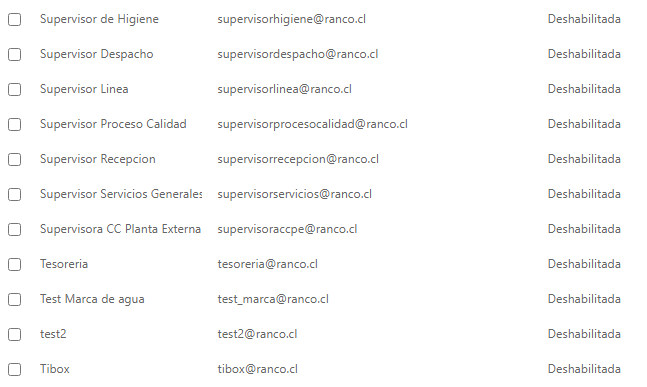 Supervisor de Higiene supervisorhigiene@ranco.cl Deshabilitada
Supervisor Despacho supervisordespacho@ranco.cl Deshabilitada
Supervisor Linea supervisorlinea@ranco.cl Deshabilitada
Supervisor Proceso Calidad supervisorprocesocalidad@ranco.cl Deshabilitada
Supervisor Recepcion supervisorrecepcion@ranco.cl Deshabilitada
Supervisor Servicios Generales supervisorservicios@ranco.cl Deshabilitada
Supervisora CC Planta Externa supervisoraccpe@ranco.cl Deshabilitada
Tesoreria tesoreria@ranco.cl Deshabilitada
Test Marca de agua test_marca@ranco.cl Deshabilitada
test2 test2@ranco.cl Deshabilitada
Tibox tibox@ranco.cl Deshabilitada